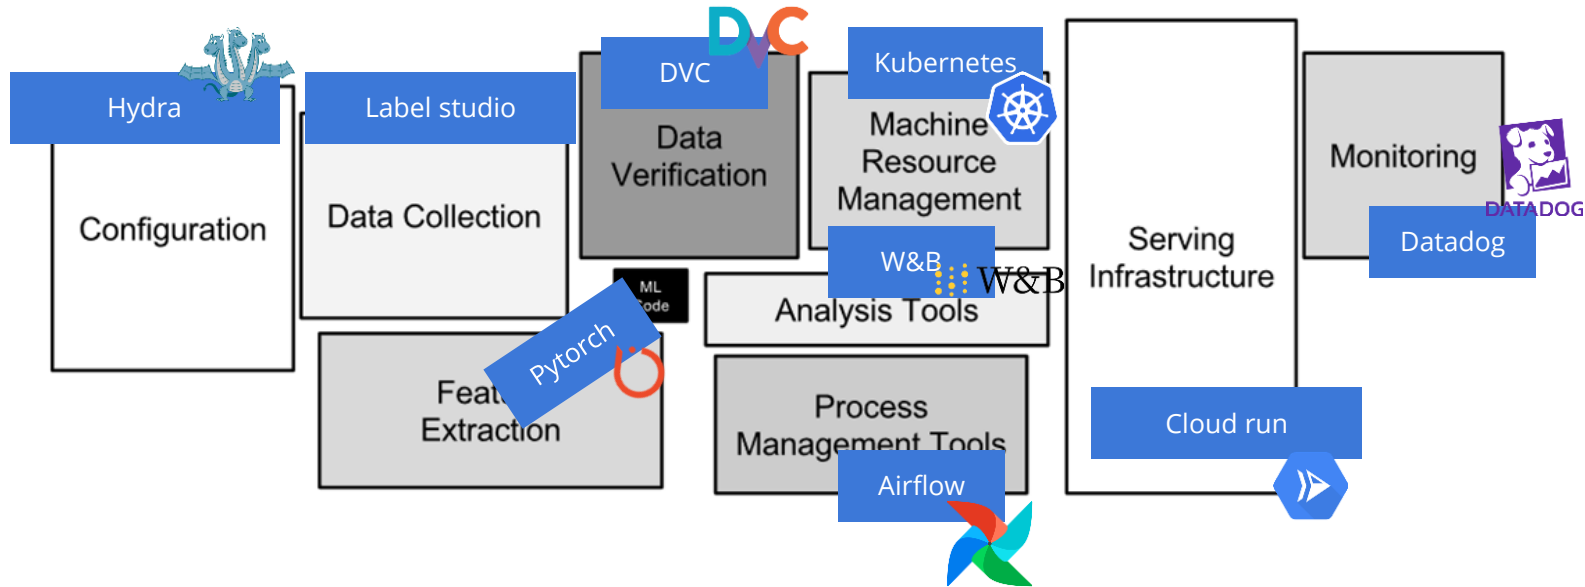 Hydra
Configuration
Label studio
Data Collection
DVC
DVC
Data
Verification
Kubernetes
Machine
Resource
Management
ML
Pytorch
Extraction
W&B
W&B
Analysis Tools
Process
Management Tools
Airflow
Serving
Infrastructure
Cloud run
Monitoring
DATADOG
Datadog